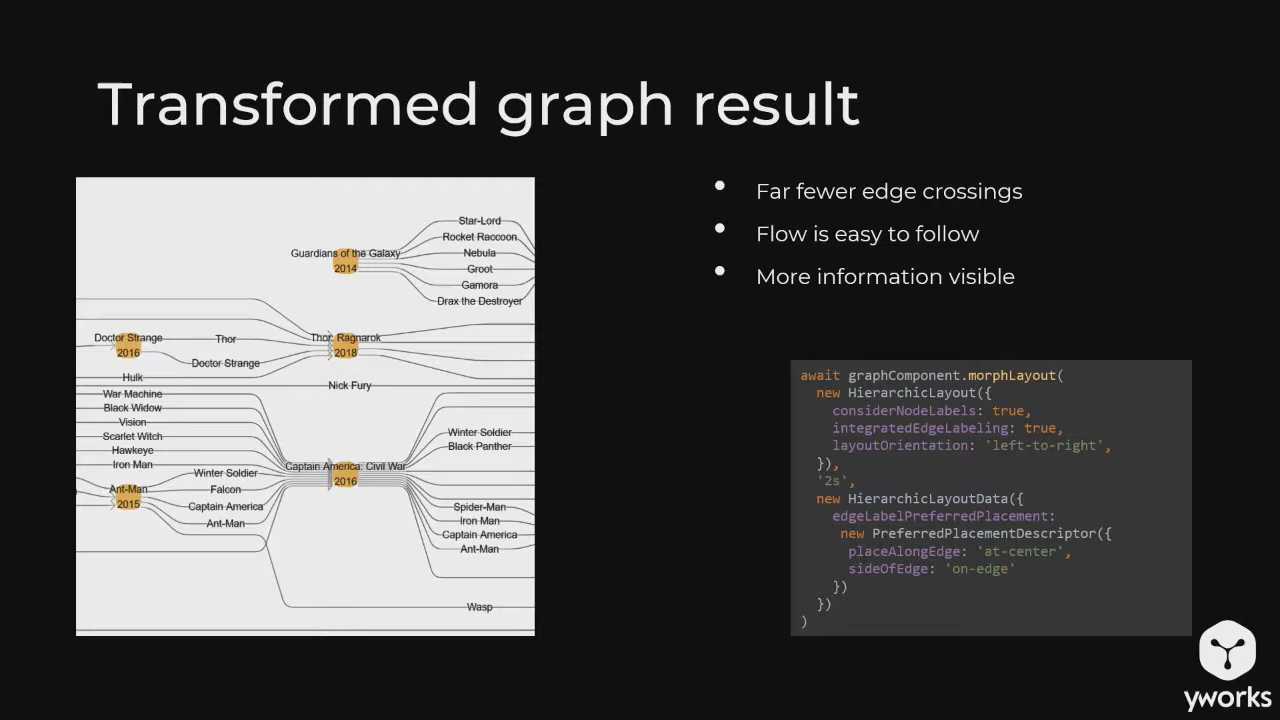 Transformed graph result
Star-Lord
Rocket Raccoon
Guardians of the Galaxy
Nebula
2014
Groot
Gamora
Drax the Destroyer
Doctor Strange
Thor
Thor: Ragnarok
2016
2018
Doctor Strange
Hulk
Nick Fury
War Machine
Black Widow
Vision
Winter Soldier
Scarlet Witch
Black Panther
Hawkeye
Iron Man
Captain America: Civil War
Winter Soldier
2016
Ant-Man
Falcon
2015
Captain America
Spider-Man
Ant-Man
Iron Man
Captain America
Ant-Man
Wasp
• Far fewer edge crossings
• Flow is easy to follow
• More information visible
await graphComponent.morphLayout(
new HierarchicLayout({
considerNodeLabels: true,
integratedEdgeLabeling: true,
layoutOrientation: 'left-to-right',
}),
'2s',
new HierarchicLayoutData({
edgeLabelPreferredPlacement:
new PreferredPlacementDescriptor({
placeAlongEdge: 'at-center',
sideOfEdge: 'on-edge'
})
})
)
yworks